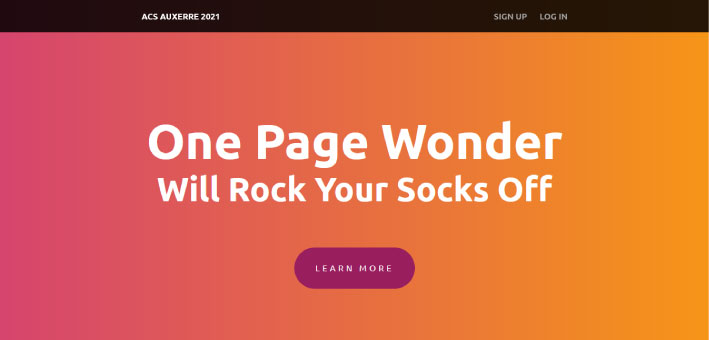 ACS AUXERRE 2021
SIGN UP LOG IN
One Page Wonder
Will Rock Your Socks Off
LEARN MORE